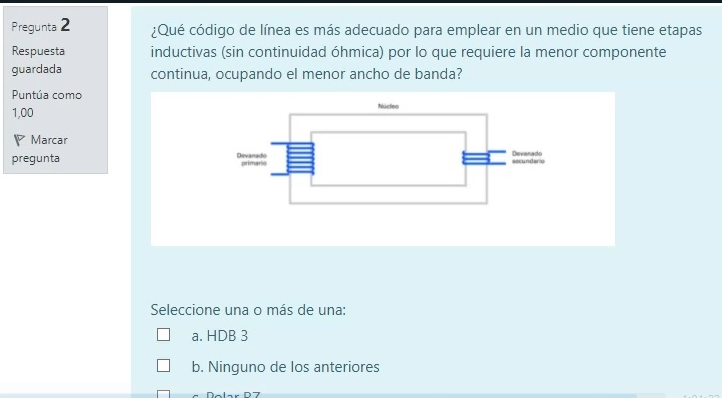 Pregunta 2
Respuesta
guardada
Puntúa como
1,00
Marcar
pregunta
¿Qué código de línea es más adecuado para emplear en un medio que tiene etapas
inductivas (sin continuidad óhmica) por lo que requiere la menor componente
continua, ocupando el menor ancho de banda?
Núcleo
Devanado
primario
Devanado
secundario
Seleccione una o más de una:
a. HDB 3
b. Ninguno de los anteriores
c. Polar RZ